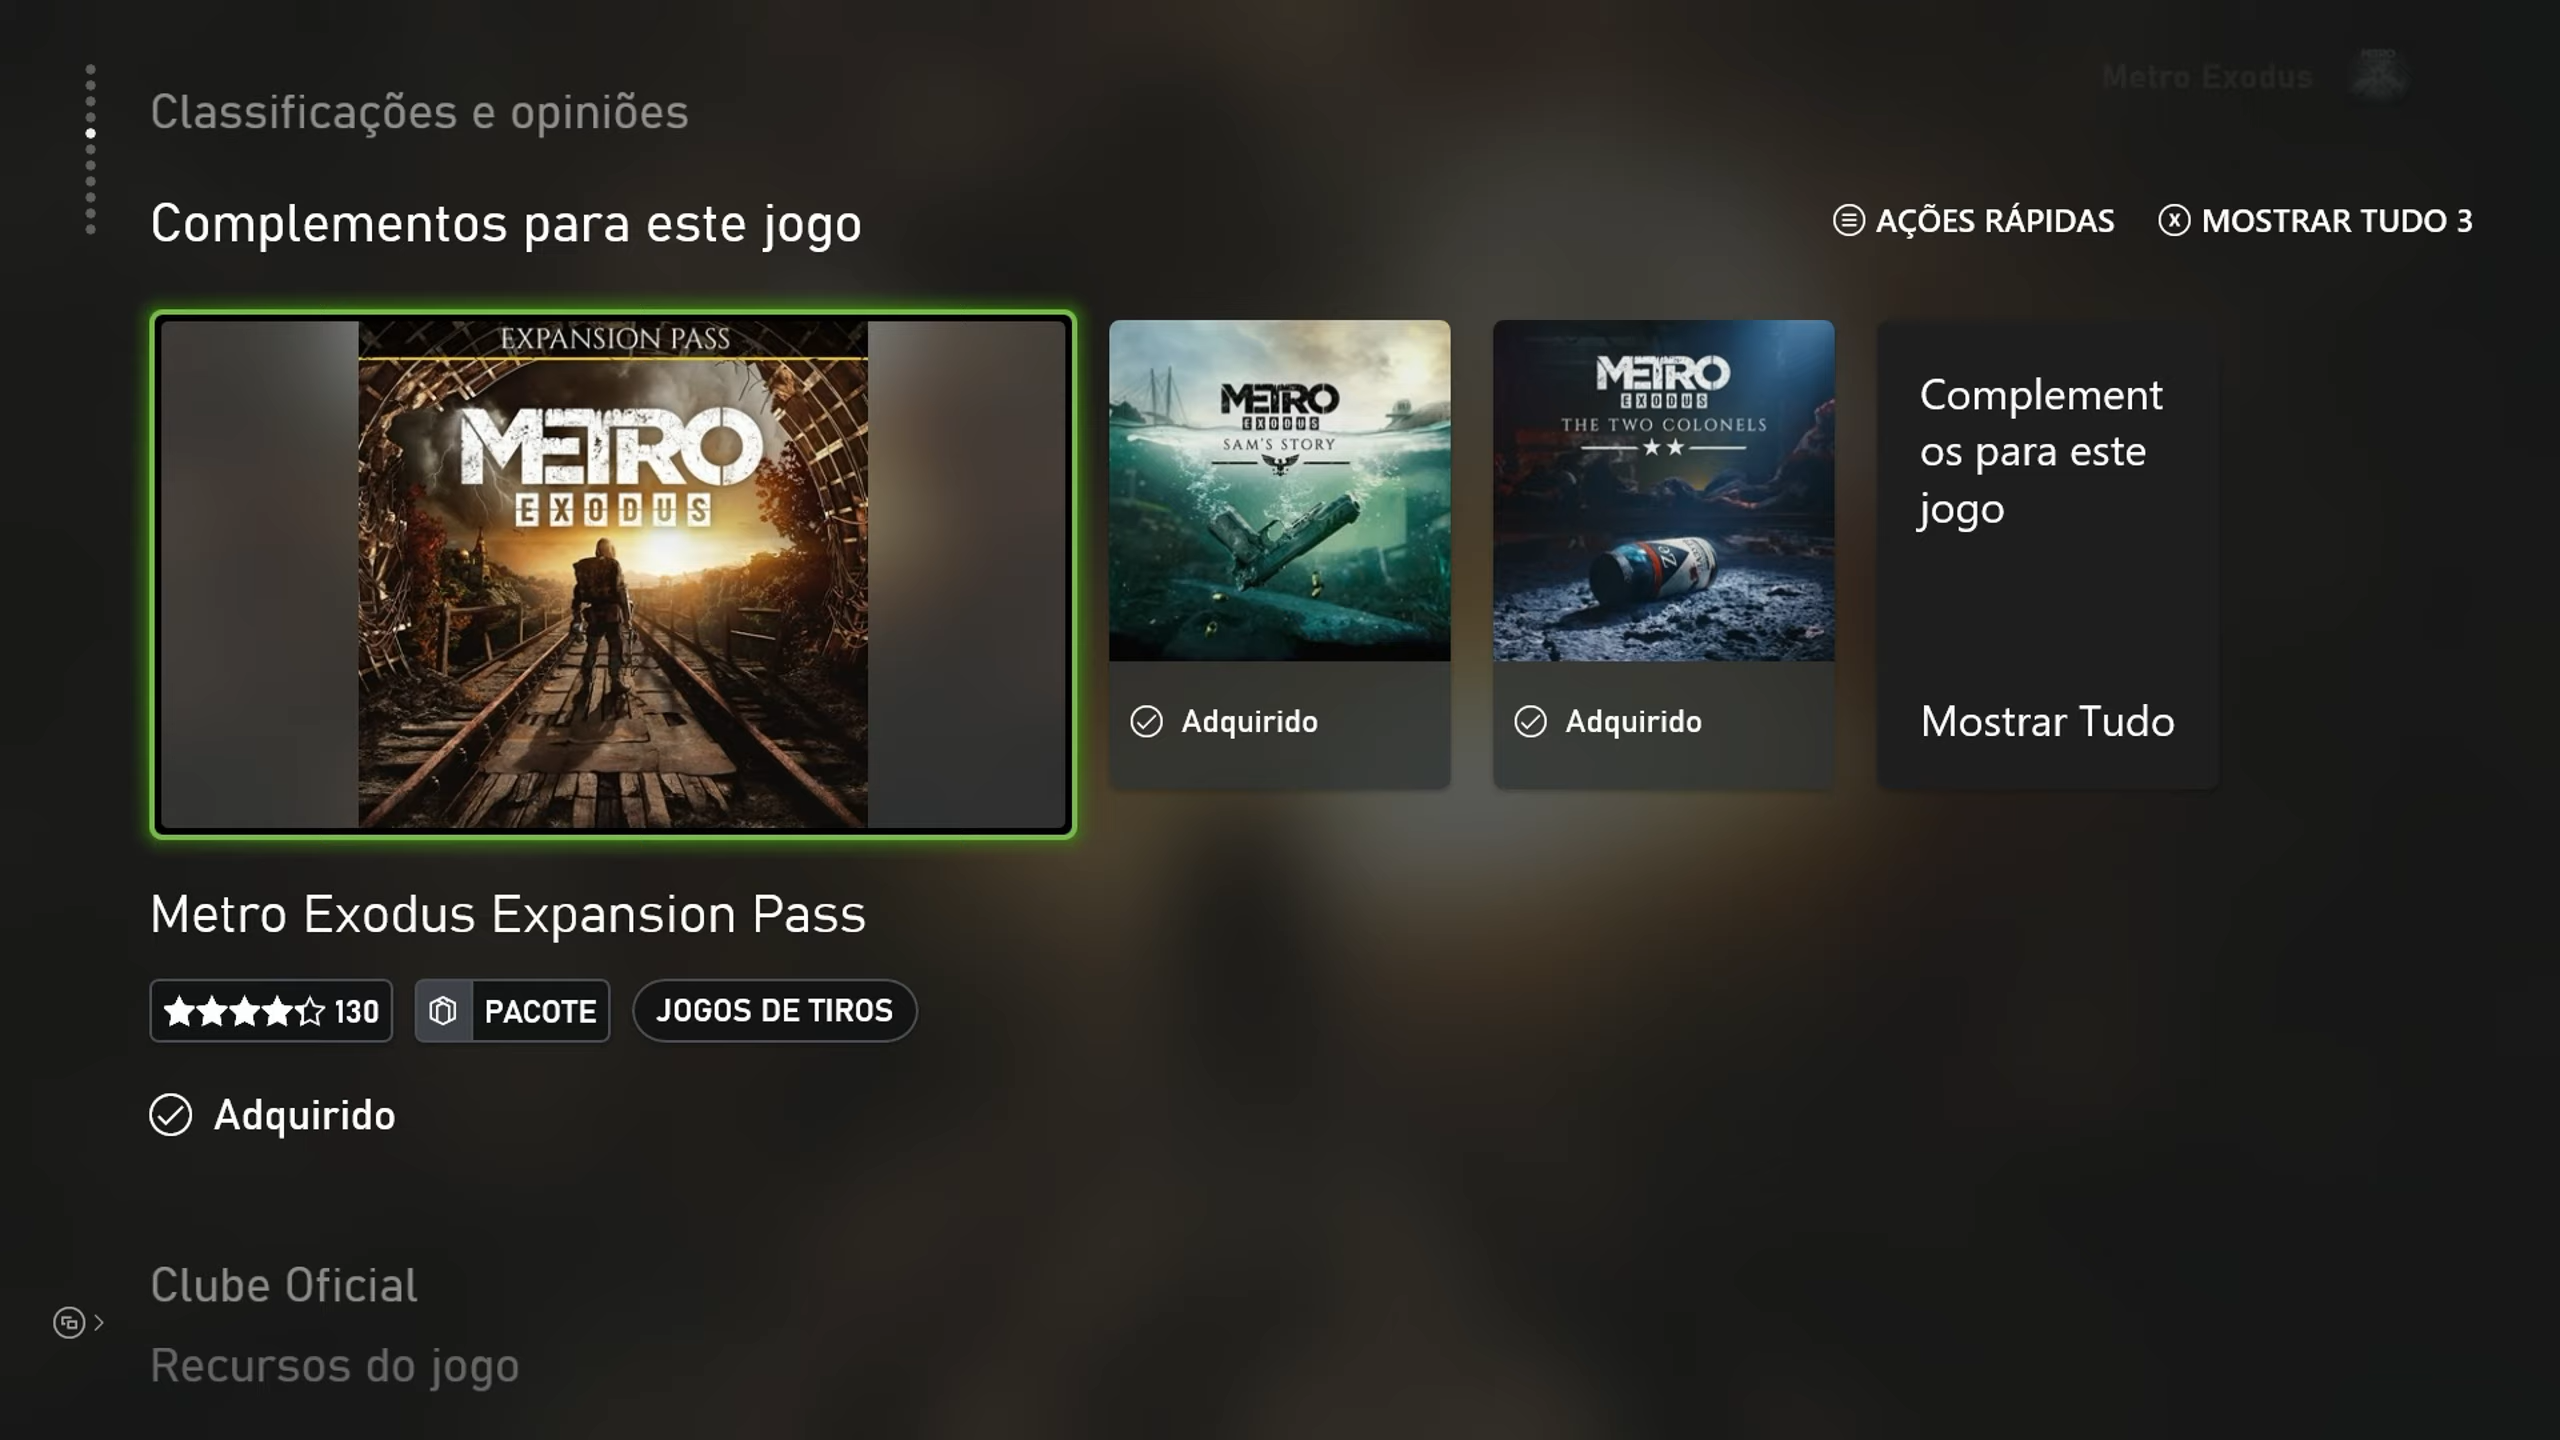 Metro Exodus
Classificações e opiniões
Complementos para este jogo
AÇÕES RÁPIDAS
MOSTRAR TUDO 3
EXPANSION PASS
METRO
EXODUS
METRO
EXODUS
SAM'S STORY
Adquirido
METRO
EXODUS
THE TWO COLONELS
Adquirido
Complement
os para este
jogo
Mostrar Tudo
Metro Exodus Expansion Pass
130
PACOTE
JOGOS DE TIROS
Adquirido
Clube Oficial
Recursos do jogo